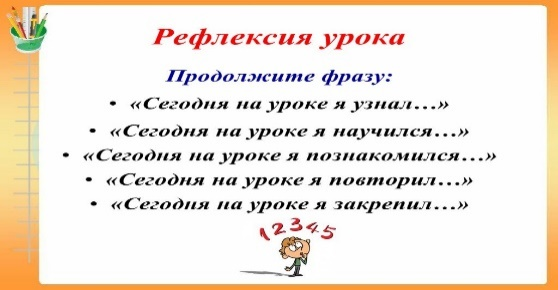 Рефлексия урока
Продолжите фразу:
• «Сегодня на уроке я узнал…»
• «Сегодня на уроке я научился…»
• «Сегодня на уроке я познакомился…»
• «Сегодня на уроке я повторил…»
• «Сегодня на уроке я закрепил…»
12345